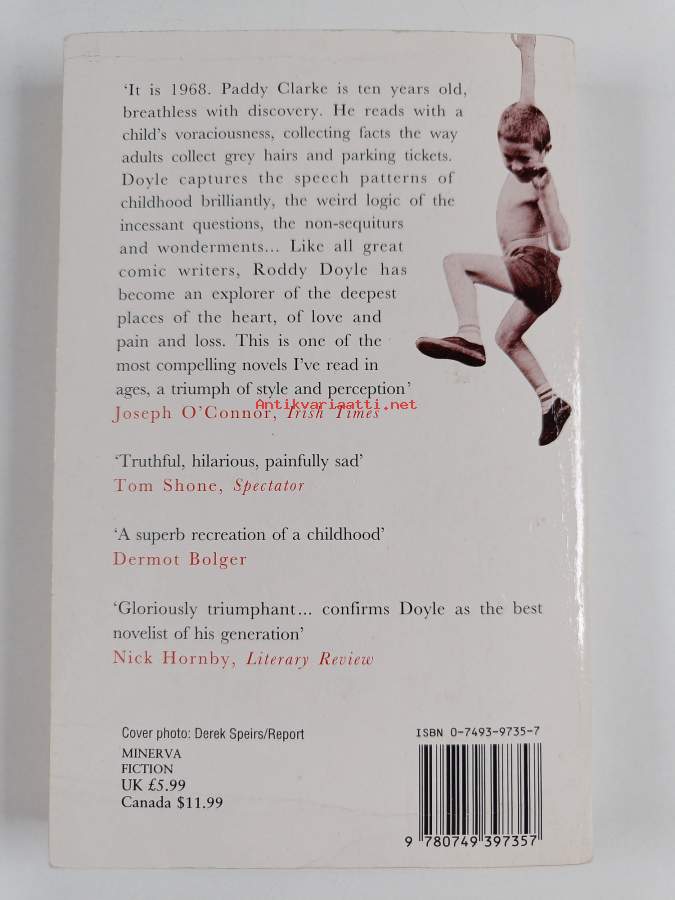 ‘It is 1968. Paddy Clarke is ten years old,
breathless with discovery. He reads with a
child’s voraciousness, collecting facts the way
adults collect grey hairs and parking tickets.
Doyle captures the speech patterns of
childhood brilliantly, the weird logic of the
incessant questions, the non-sequiturs
and wonderments... Like all great
comic writers, Roddy Doyle has
become an explorer of the deepest
places of the heart, of love and
pain and loss. This is one of the
most compelling novels I’ve read in
ages, a triumph of style and perception’
Antikvariaatti.net
Joseph O’Connor, Irish Times
‘Truthful, hilarious, painfully sad’
Tom Shone, Spectator
‘A superb recreation of a childhood’
Dermot Bolger
‘Gloriously triumphant... confirms Doyle as the best
novelist of his generation’
Nick Hornby, Literary Review
Cover photo: Derek Speirs/Report
MINERVA
FICTION
UK £5.99
Canada $11.99
ISBN 0-7493-9735-7
9 780749 397357